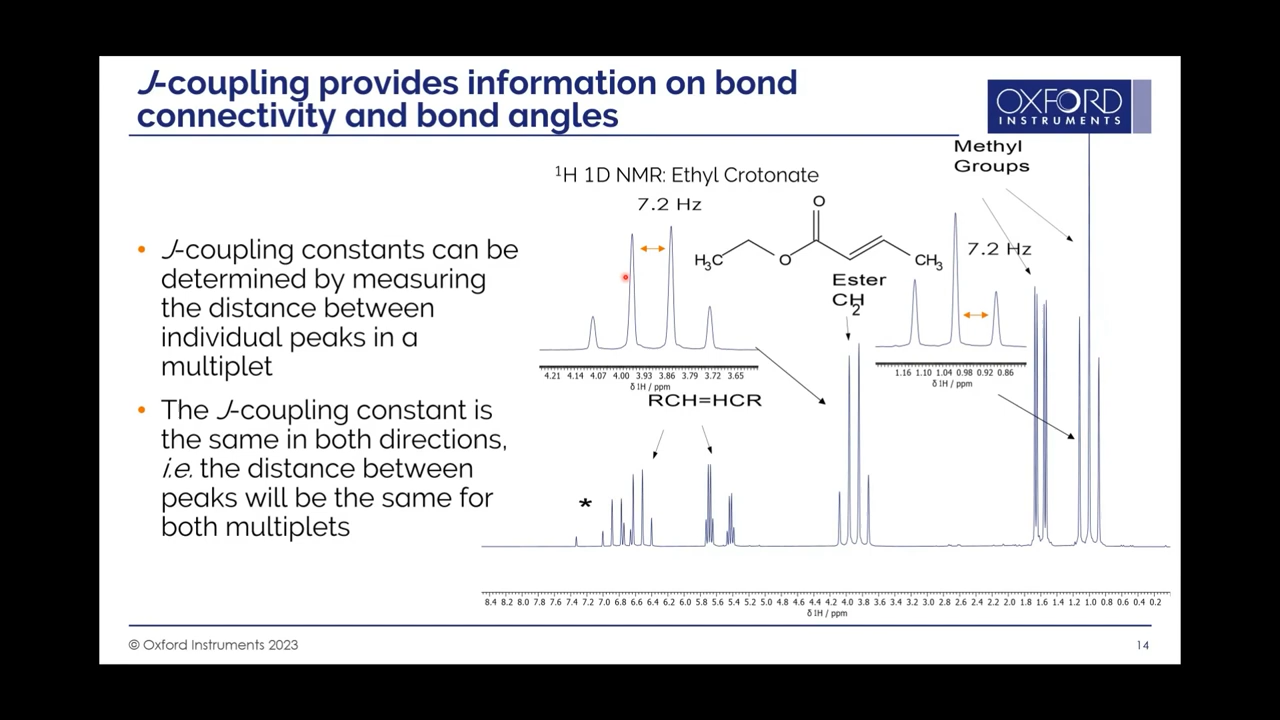 J-coupling provides information on bond
connectivity and bond angles
OXFORD
INSTRUMENTS
• J-coupling constants can be
determined by measuring
the distance between
individual peaks in a
multiplet
• The J-coupling constant is
the same in both directions,
i.e. the distance between
peaks will be the same for
both multiplets
¹H 1D NMR: Ethyl Crotonate
7.2 Hz
O
H₃C
O
CH₃
Ester
CH₂
Methyl
Groups
7.2 Hz
4.21 4.14 4.07 4.00 3.93 3.86 3.79 3.72 3.65
δ 1H / ppm
1.16 1.10 1.04 0.98 0.92 0.86
δ 1H / ppm
RCH=HCR
*
8.4 8.2 8.0 7.8 7.6 7.4 7.2 7.0 6.8 6.6 6.4 6.2 6.0 5.8 5.6 5.4 5.2 5.0 4.8 4.6 4.4 4.2 4.0 3.8 3.6 3.4 3.2 3.0 2.8 2.6 2.4 2.2 2.0 1.8 1.6 1.4 1.2 1.0 0.8 0.6 0.4 0.2
δ 1H / ppm
© Oxford Instruments 2023
14